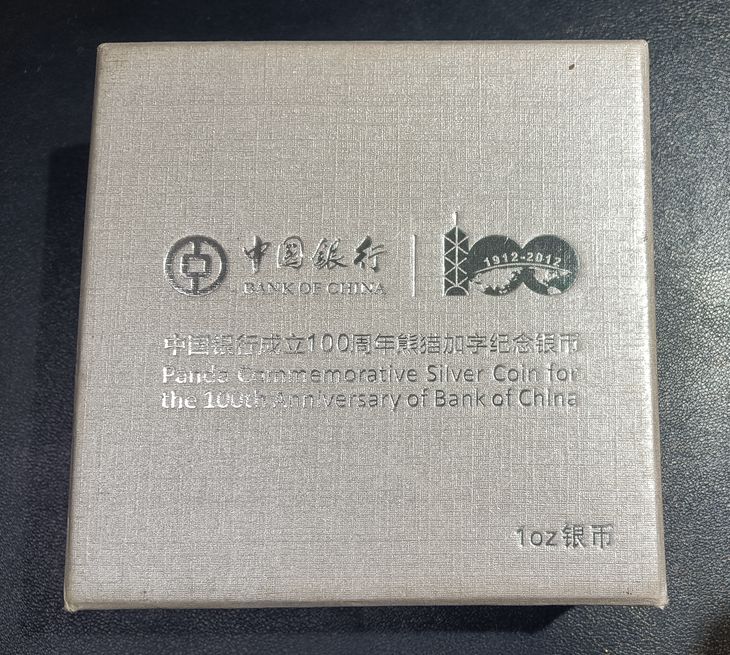 中国銀行
BANK OF CHINA
100
1912-2012
中国银行成立100周年熊猫加字纪念银币
Panda Commemorative Silver Coin for
the 100th Anniversary of Bank of China
1oz银币